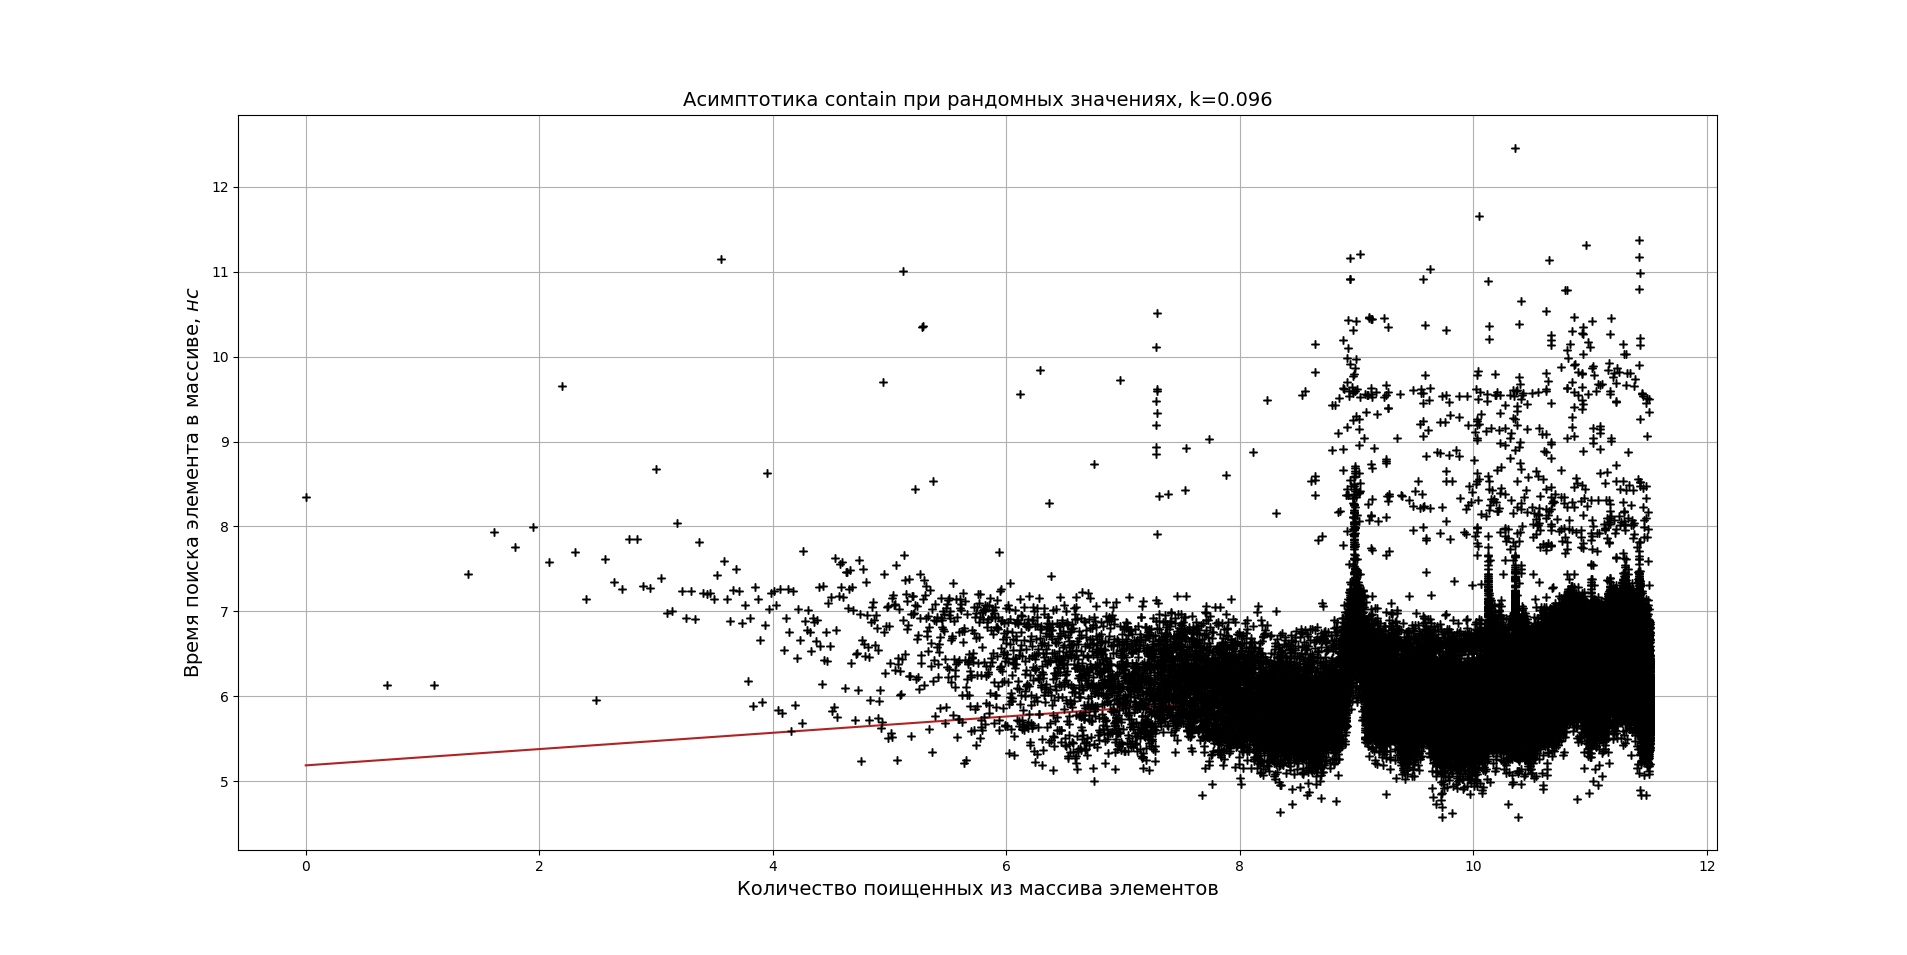 Асимптотика contain при рандомных значениях, k=0.096
Время поиска элемента в массиве, нс
12
11
10
9
8
7
6
5
0 2 4 6 8 10 12
Количество поищенных из массива элементов